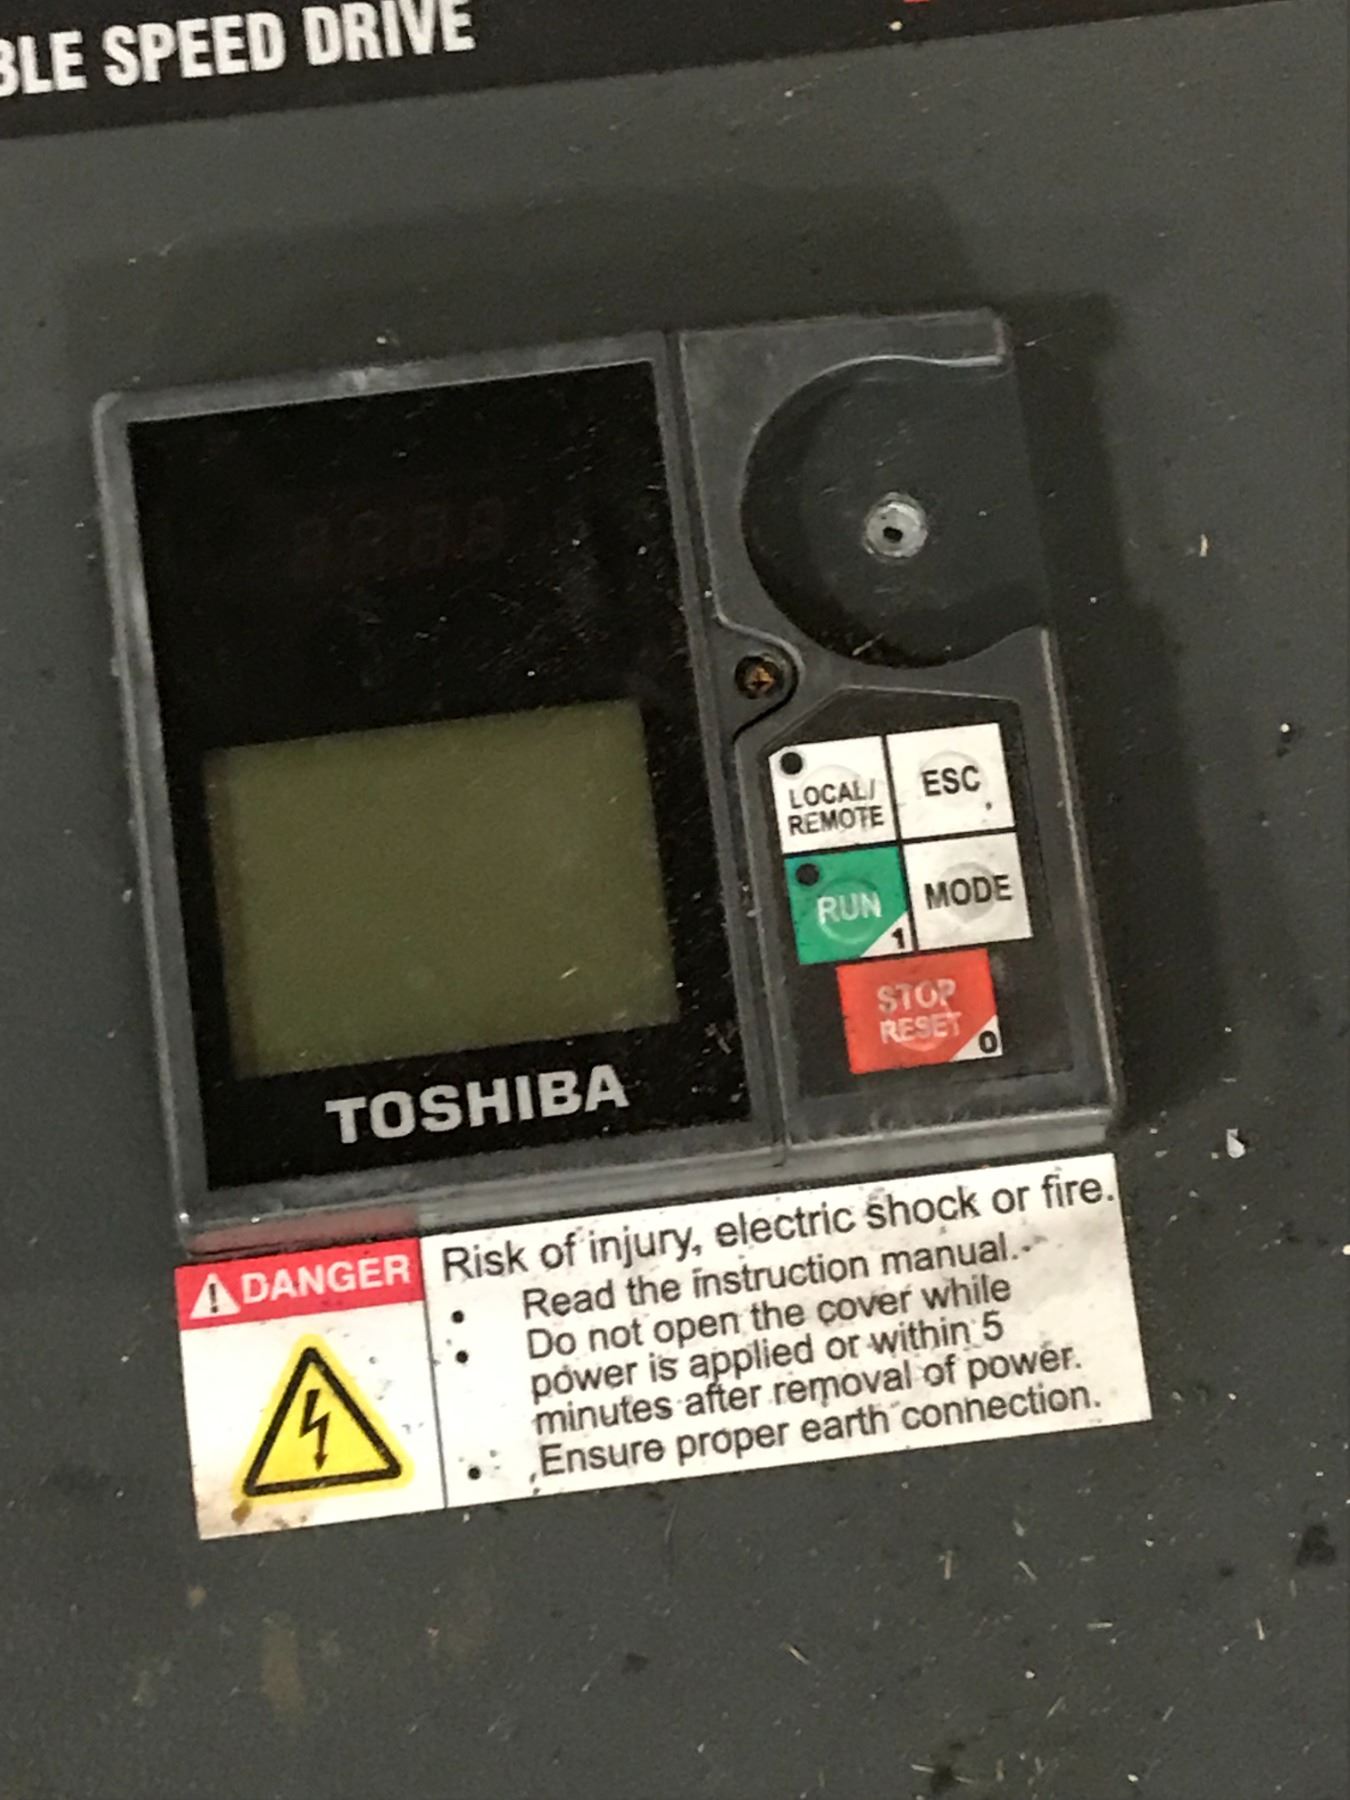 BLE SPEED DRIVE
LOCAL/
REMOTE
ESC
RUN
1
MODE
STOP
RESET
0
TOSHIBA
DANGER
Risk of injury, electric shock or fire.
• Read the instruction manual.
• Do not open the cover while
power is applied or within 5
minutes after removal of power.
• Ensure proper earth connection.